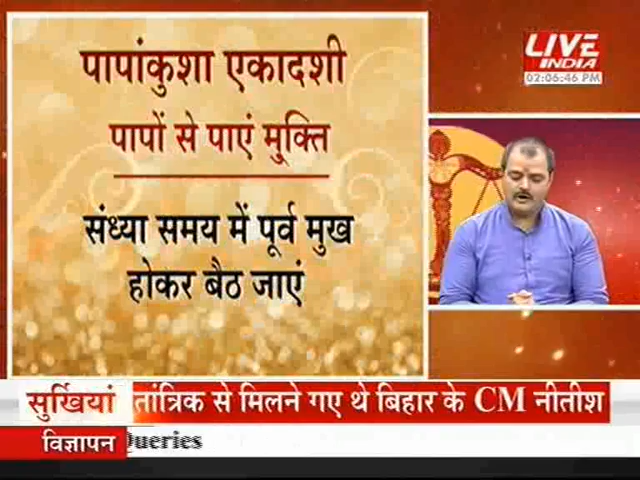 पापांकुशा एकादशी
पापों से पाएं मुक्ति
संध्या समय में पूर्व मुख
होकर बैठ जाएं
LIVE
INDIA
02:06:46 PM
सुर्खियां तांत्रिक से मिलने गए थे बिहार के CM नीतीश
विज्ञापन Queries